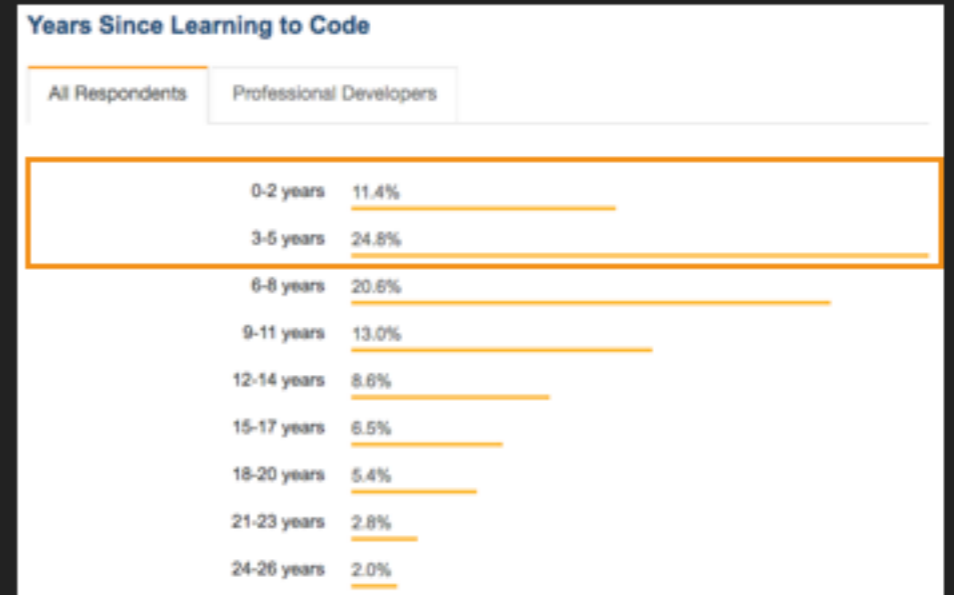 Years Since Learning to Code
All Respondents Professional Developers
0-2 years 11.4%
3-5 years 24.8%
6-8 years 20.6%
9-11 years 13.0%
12-14 years 8.6%
15-17 years 6.5%
18-20 years 5.4%
21-23 years 2.8%
24-26 years 2.0%